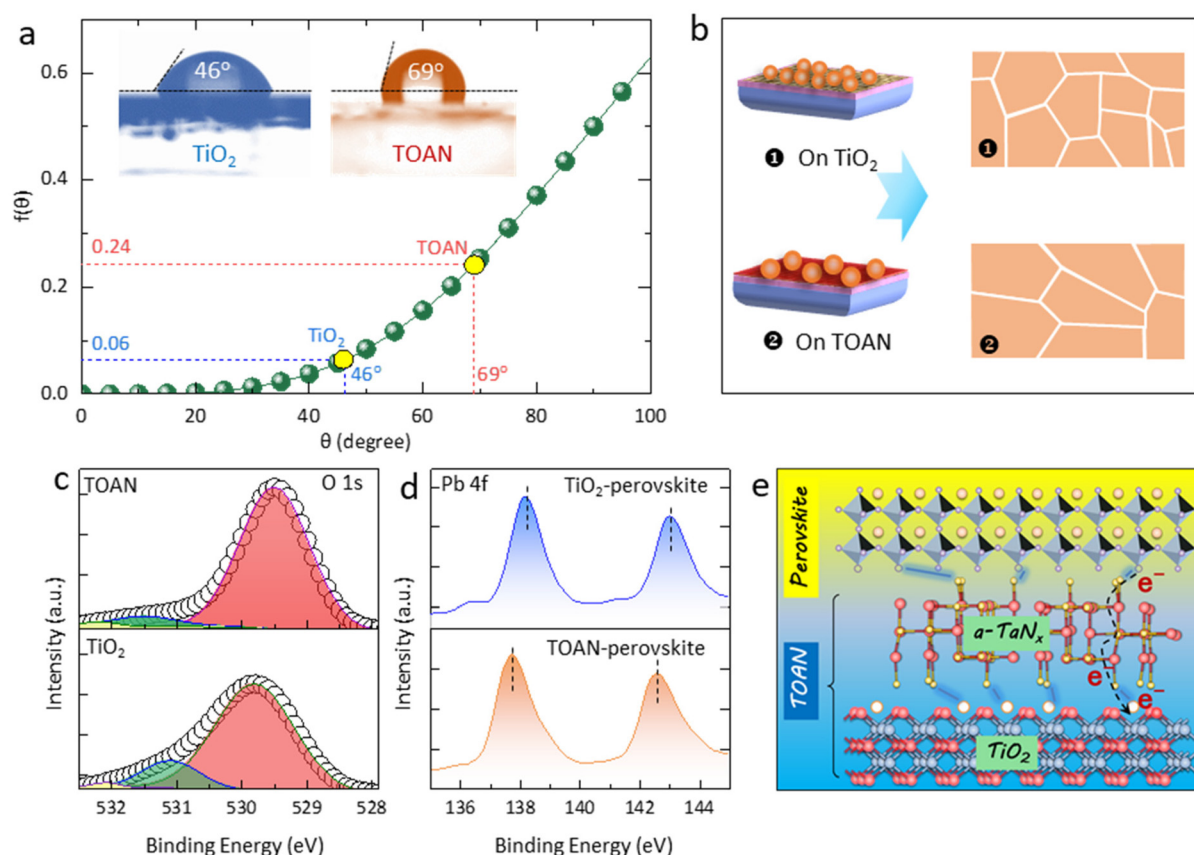 a
46°
69°
TiO₂
TOAN
0.6
0.4
0.2
0.0
f(θ)
0.24
TOAN
0.06
TiO₂
46°
69°
0 20 40 60 80 100
θ (degree)
b
❶ On TiO₂
❶
❷ On TOAN
❷
c
TOAN
O 1s
TiO₂
Intensity (a.u.)
532 531 530 529 528
Binding Energy (eV)
d
Pb 4f
TiO₂-perovskite
TOAN-perovskite
Intensity (a.u.)
136 138 140 142 144
Binding Energy (eV)
e
Perovskite
e⁻
a-TaNₓ
TOAN
e⁻
e⁻
TiO₂